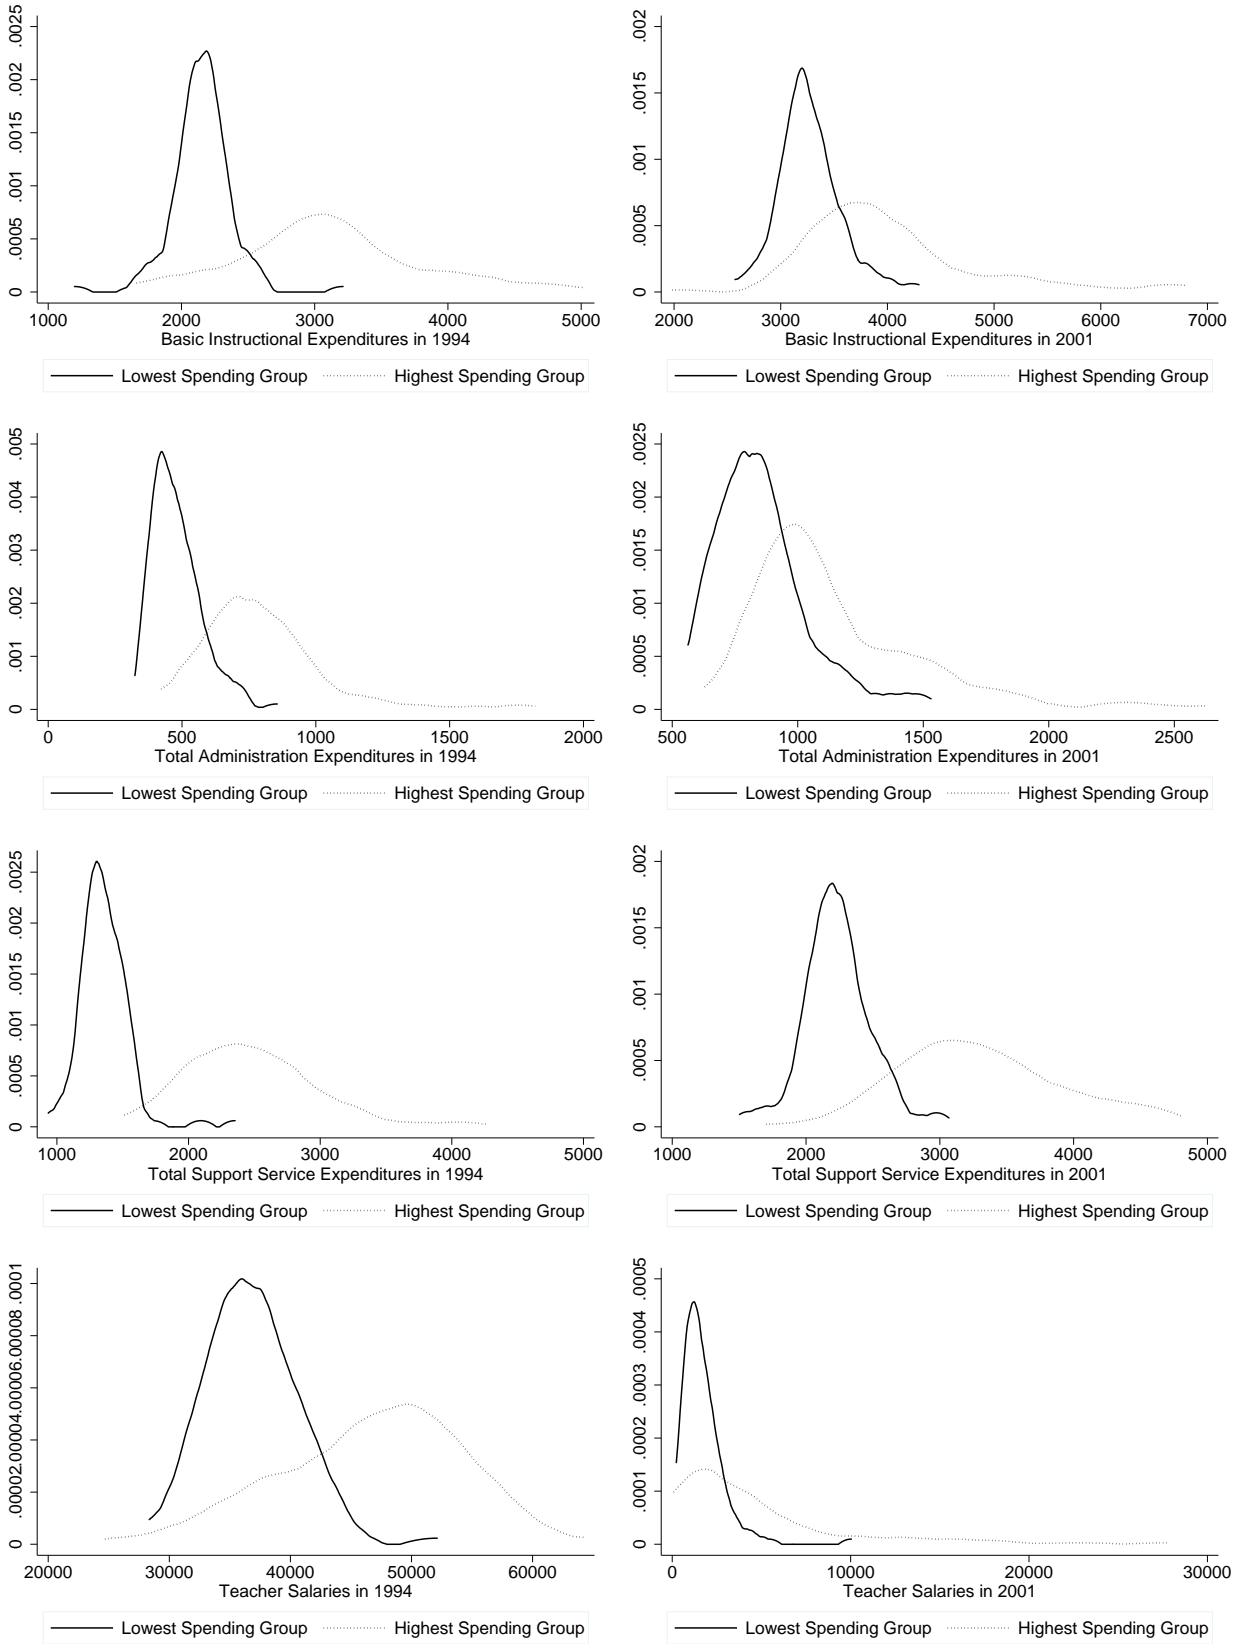 .0025
.002
.0015
.001
.0005
0
1000 2000 3000 4000 5000
Basic Instructional Expenditures in 1994
Lowest Spending Group Highest Spending Group
.002
.0015
.001
.0005
0
2000 3000 4000 5000 6000 7000
Basic Instructional Expenditures in 2001
Lowest Spending Group Highest Spending Group
.005
.004
.003
.002
.001
0
0 500 1000 1500 2000
Total Administration Expenditures in 1994
Lowest Spending Group Highest Spending Group
.0025
.002
.0015
.001
.0005
0
500 1000 1500 2000 2500
Total Administration Expenditures in 2001
Lowest Spending Group Highest Spending Group
.0025
.002
.0015
.001
.0005
0
1000 2000 3000 4000 5000
Total Support Service Expenditures in 1994
Lowest Spending Group Highest Spending Group
.002
.0015
.001
.0005
0
1000 2000 3000 4000 5000
Total Support Service Expenditures in 2001
Lowest Spending Group Highest Spending Group
.0001
.00008
.00006
.00004
.00002
0
20000 30000 40000 50000 60000
Teacher Salaries in 1994
Lowest Spending Group Highest Spending Group
.0005
.0004
.0003
.0002
.0001
0
0 10000 20000 30000
Teacher Salaries in 2001
Lowest Spending Group Highest Spending Group